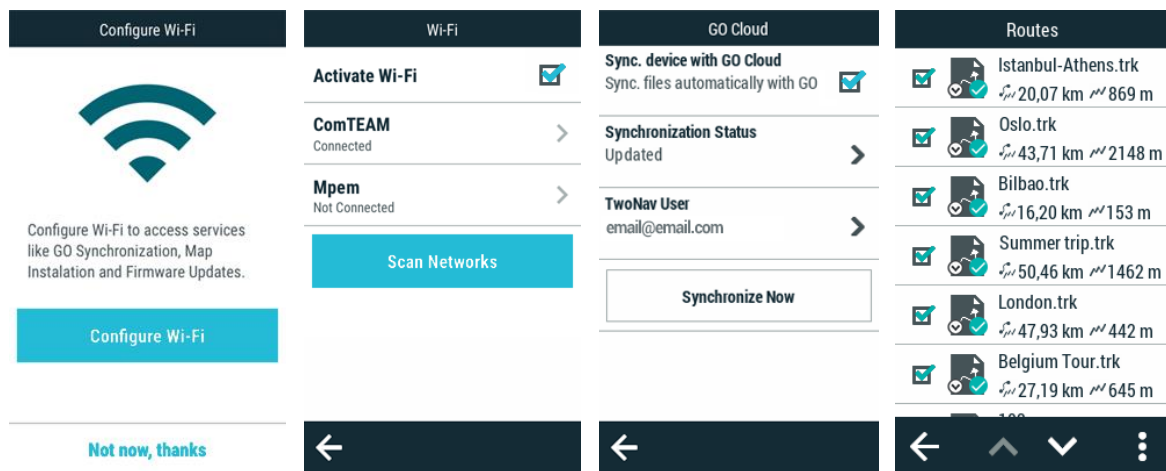 Configure Wi-Fi
Configure Wi-Fi to access services
like GO Synchronization, Map
Instalation and Firmware Updates.
Configure Wi-Fi
Not now, thanks
Wi-Fi
Activate Wi-Fi
ComTEAM
Connected
Mpem
Not Connected
Scan Networks
GO Cloud
Sync. device with GO Cloud
Sync. files automatically with GO
Synchronization Status
Updated
TwoNav User
email@email.com
Synchronize Now
Routes
Istanbul-Athens.trk
20,07 km 869 m
Oslo.trk
43,71 km 2148 m
Bilbao.trk
16,20 km 153 m
Summer trip.trk
50,46 km 1462 m
London.trk
47,93 km 442 m
Belgium Tour.trk
27,19 km 645 m